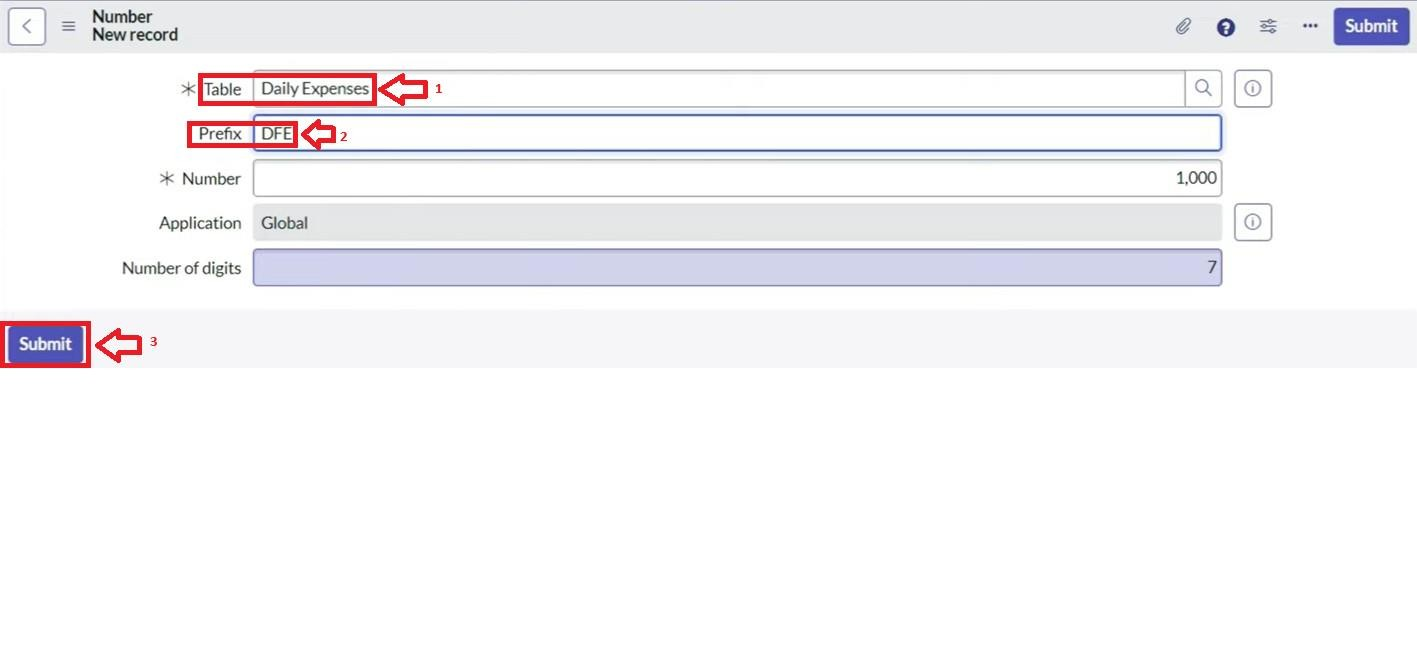 Number
New record
Submit
Table Daily Expenses 1
Prefix DFE 2
Number 1,000
Application Global
Number of digits 7
Submit 3